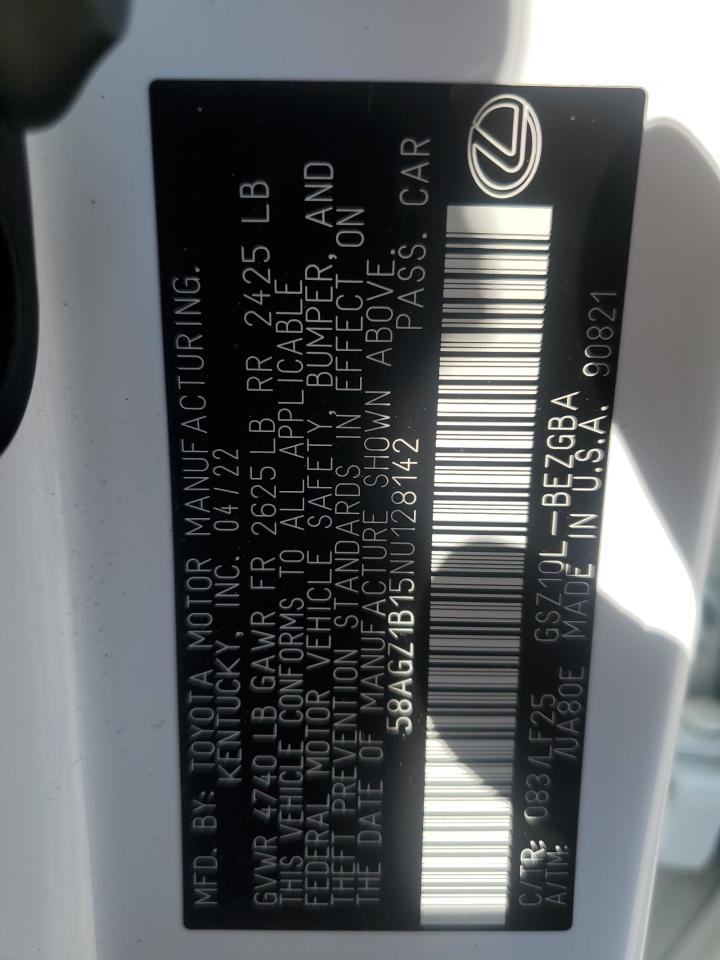 MFD. BY: TOYOTA MOTOR MANUFACTURING.
KENTUCKY, INC. 04/22
GVWR 4740 LB GAWR FR 2625 LB RR 2425 LB
THIS VEHICLE CONFORMS TO ALL APPLICABLE
FEDERAL MOTOR VEHICLE SAFETY, BUMPER, AND
THEFT PREVENTION STANDARDS IN EFFECT ON
THE DATE OF MANUFACTURE SHOWN ABOVE.
58AGZ1B15NU128142 PASS. CAR
C/TR: 083/LF25 GSZ10L-BEZGBA
A/TM: /UA80E MADE IN U.S.A. 90821